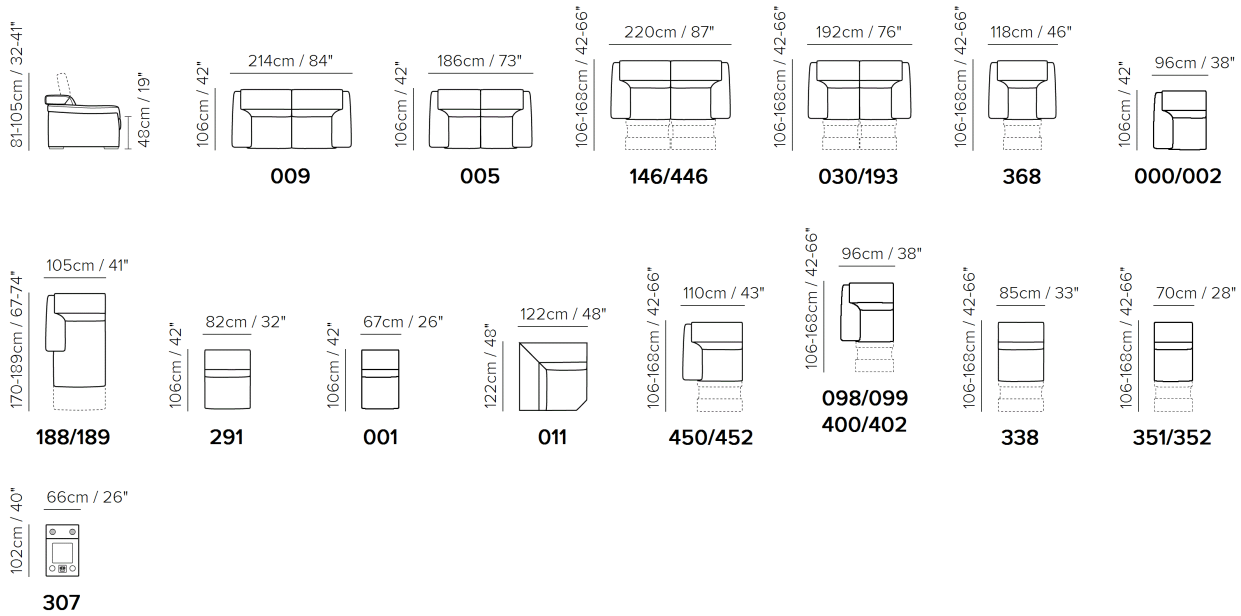 81-105cm / 32-41"
48cm / 19"
214cm / 84"
106cm / 42"
009
186cm / 73"
106cm / 42"
005
220cm / 87"
106-168cm / 42-66"
146/446
192cm / 76"
106-168cm / 42-66"
030/193
118cm / 46"
106-168cm / 42-66"
368
96cm / 38"
106cm / 42"
000/002
105cm / 41"
170-189cm / 67-74"
188/189
82cm / 32"
106cm / 42"
291
67cm / 26"
106cm / 42"
001
122cm / 48"
122cm / 48"
011
110cm / 43"
106-168cm / 42-66"
450/452
96cm / 38"
106-168cm / 42-66"
098/099
400/402
85cm / 33"
106-168cm / 42-66"
338
70cm / 28"
106-168cm / 42-66"
351/352
66cm / 26"
102cm / 40"
307